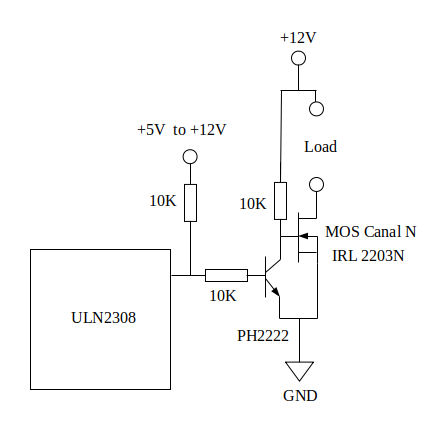 +12V
+5V to +12V
Load
10K
10K
MOS Canal N
IRL 2203N
10K
ULN2308
PH2222
GND